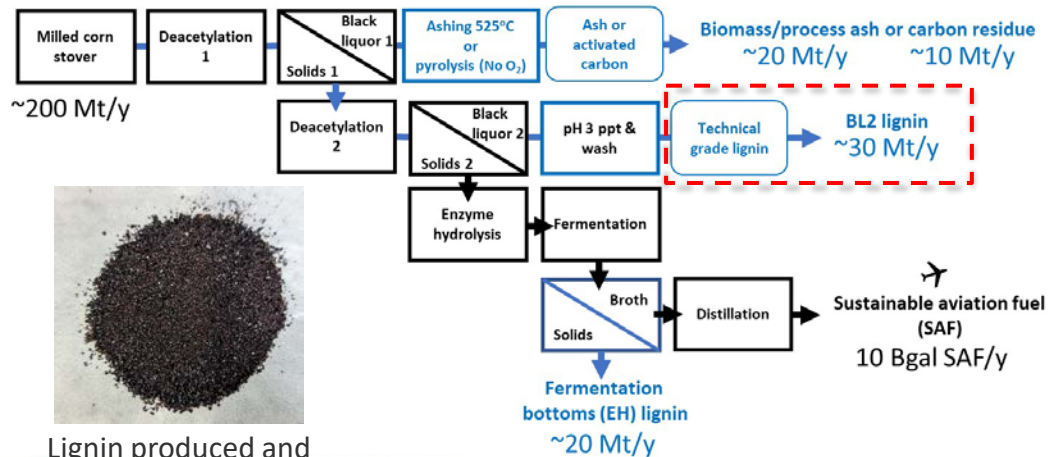 Milled corn
stover
~200 Mt/y
Deacetylation
1
Black
liquor 1
Solids 1
Ashing 525°C
or
pyrolysis (No O₂)
Ash or
activated
carbon
Biomass/process ash or carbon residue
~20 Mt/y ~10 Mt/y
Deacetylation
2
Black
liquor 2
Solids 2
pH 3 ppt &
wash
Technical
grade lignin
BL2 lignin
~30 Mt/y
Enzyme
hydrolysis
Fermentation
Broth
Solids
Distillation
Sustainable aviation fuel
(SAF)
10 Bgal SAF/y
Fermentation
bottoms (EH) lignin
~20 Mt/y
Lignin produced and